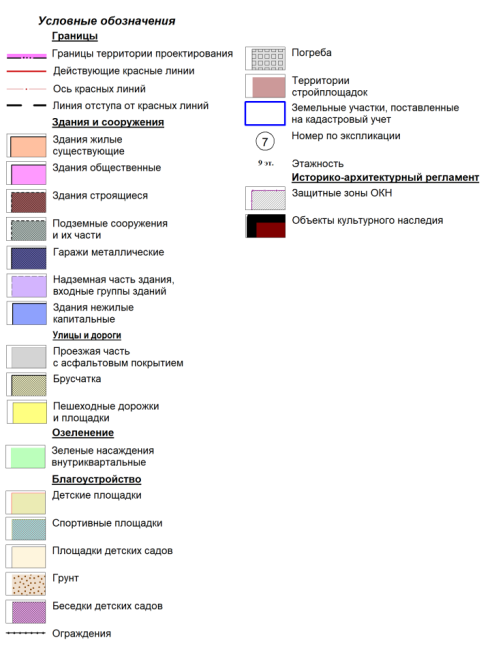 Условные обозначения
Границы
Границы территории проектирования
Действующие красные линии
Ось красных линий
Линия отступа от красных линий
Здания и сооружения
Здания жилые
существующие
Здания общественные
Здания строящиеся
Подземные сооружения
и их части
Гаражи металлические
Надземная часть здания,
входные группы зданий
Здания нежилые
капитальные
Улицы и дороги
Проезжая часть
с асфальтовым покрытием
Брусчатка
Пешеходные дорожки
и площадки
Озеленение
Зеленые насаждения
внутриквартальные
Благоустройство
Детские площадки
Спортивные площадки
Площадки детских садов
Грунт
Беседки детских садов
Ограждения
Погреба
Территории
стройплощадок
Земельные участки, поставленные
на кадастровый учет
7 Номер по экспликации
9 эт. Этажность
Историко-архитектурный регламент
Защитные зоны ОКН
Объекты культурного наследия